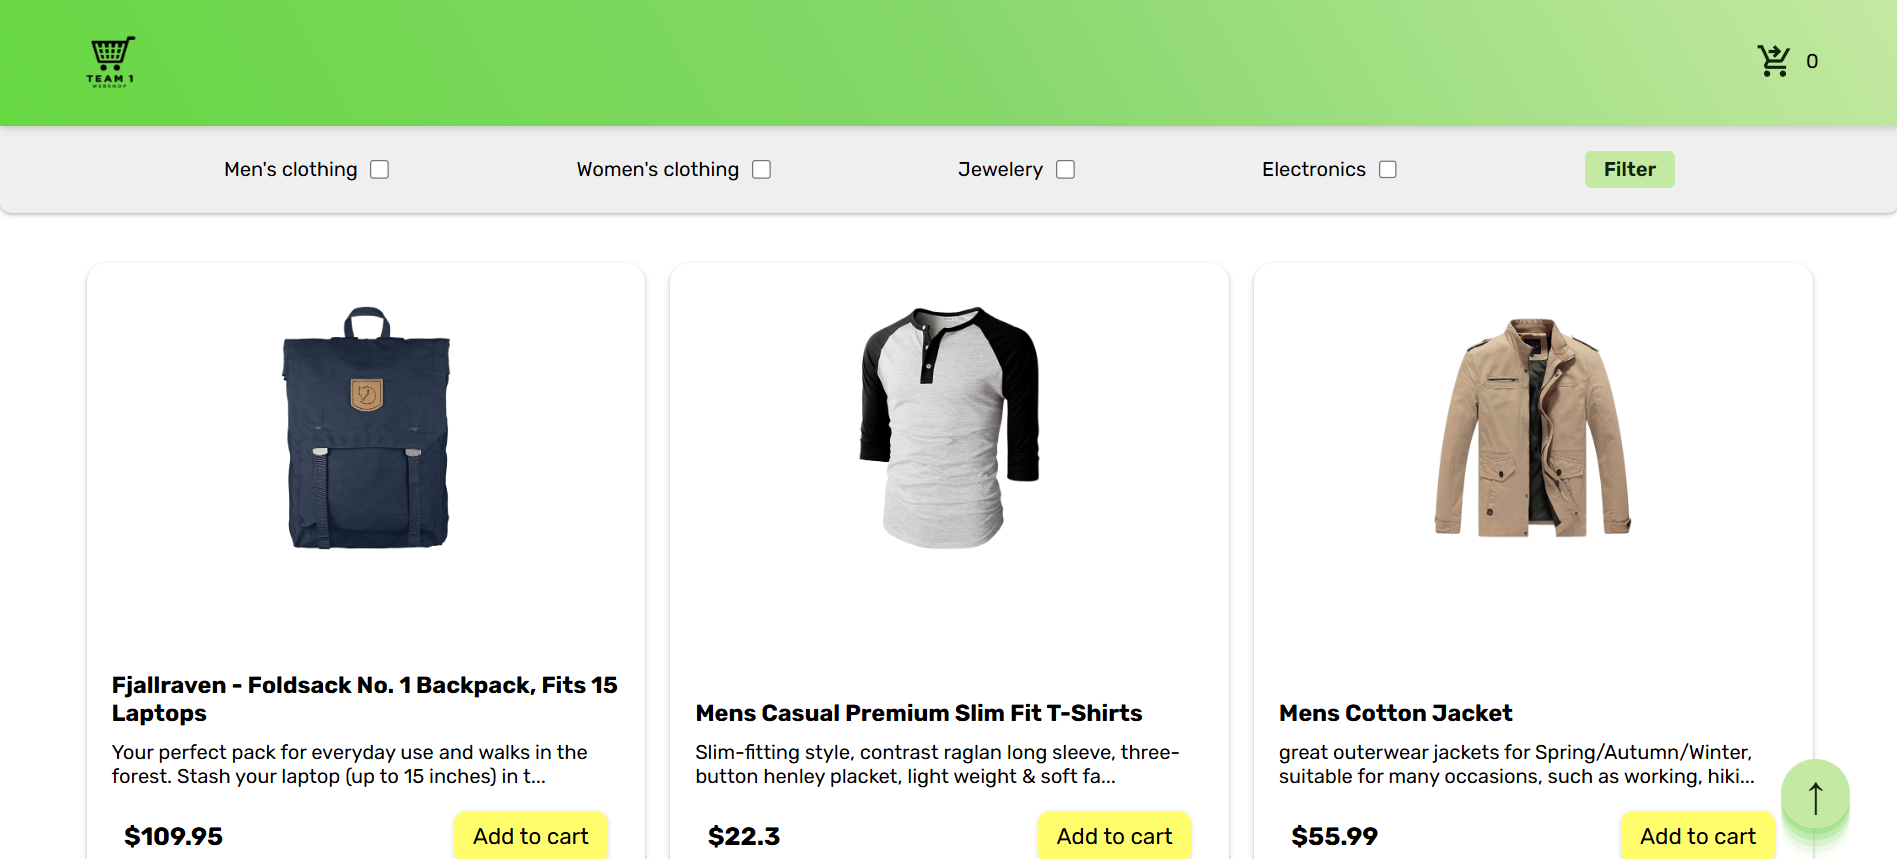 TEAM 1
WEBSHOP
0
Men's clothing
Women's clothing
Jewelery
Electronics
Filter
Fjallraven - Foldsack No. 1 Backpack, Fits 15
Laptops
Your perfect pack for everyday use and walks in the
forest. Stash your laptop (up to 15 inches) in t...
$109.95
Add to cart
Mens Casual Premium Slim Fit T-Shirts
Slim-fitting style, contrast raglan long sleeve, three-
button henley placket, light weight & soft fa...
$22.3
Add to cart
Mens Cotton Jacket
great outerwear jackets for Spring/Autumn/Winter,
suitable for many occasions, such as working, hiki...
$55.99
Add to cart
↑